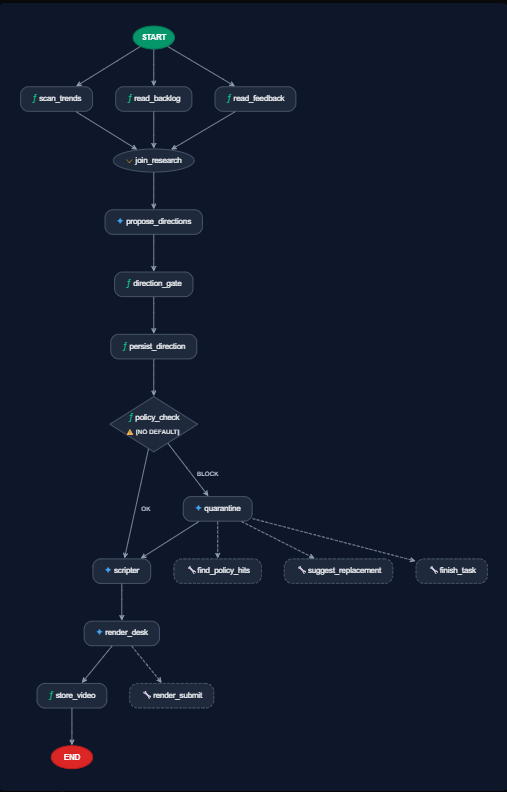 START
scan_trends
read_backlog
read_feedback
join_research
propose_directions
direction_gate
persist_direction
policy_check
[NO DEFAULT]
BLOCK
OK
quarantine
scripter
find_policy_hits
suggest_replacement
finish_task
render_desk
store_video
render_submit
END